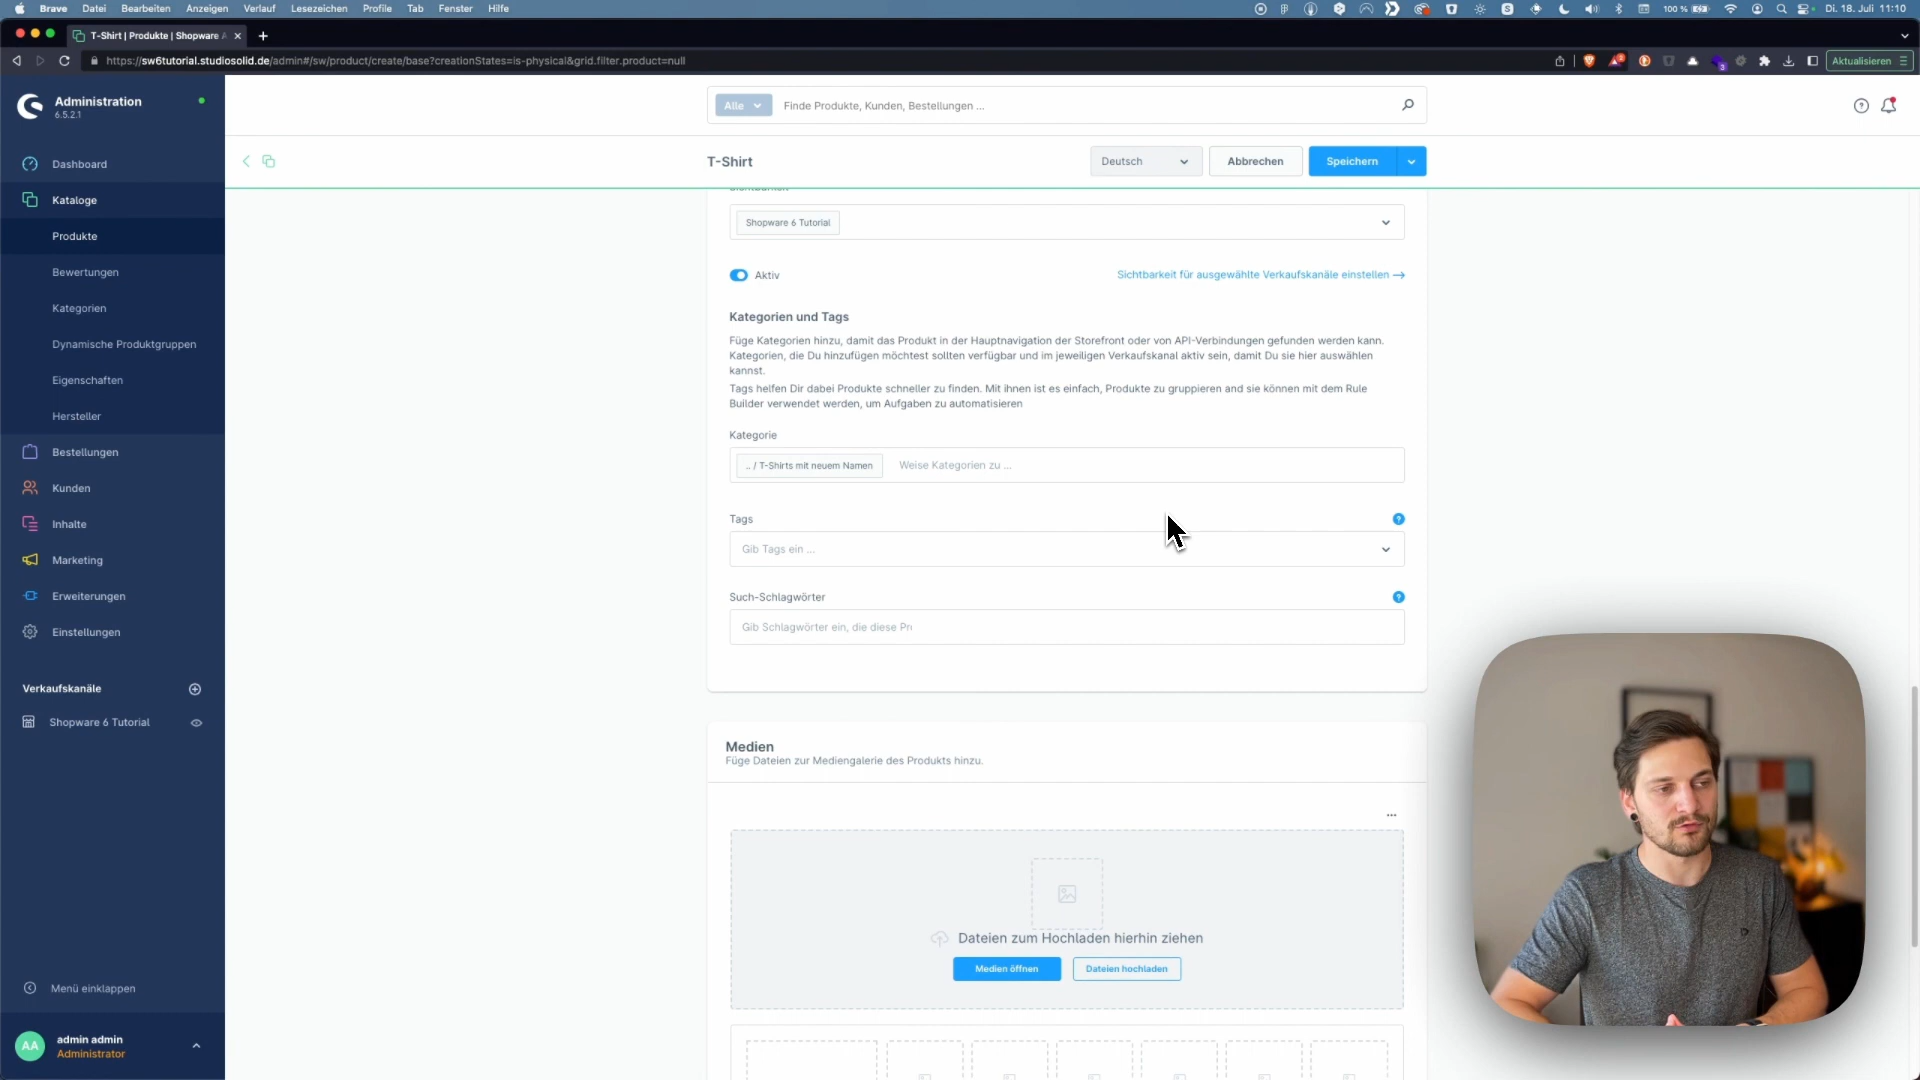 Brave Datei Bearbeiten Anzeigen Verlauf Lesezeichen Profile Tab Fenster Hilfe
100 % Di. 18. Juli 11:10
T-Shirt | Produkte | Shopware A
https://sw6tutorial.studiosolid.de/admin#/sw/product/create/base?creationStates=is-physical&grid.filter.product=null
Aktualisieren
Administration
6.5.2.1
Alle
Finde Produkte, Kunden, Bestellungen ...
T-Shirt
Deutsch
Abbrechen
Speichern
Dashboard
Kataloge
Produkte
Bewertungen
Kategorien
Dynamische Produktgruppen
Eigenschaften
Hersteller
Bestellungen
Kunden
Inhalte
Marketing
Erweiterungen
Einstellungen
Verkaufskanäle
Shopware 6 Tutorial
Menü einklappen
AA
admin admin
Administrator
Shopware 6 Tutorial
Aktiv
Sichtbarkeit für ausgewählte Verkaufskanäle einstellen →
Kategorien und Tags
Füge Kategorien hinzu, damit das Produkt in der Hauptnavigation der Storefront oder von API-Verbindungen gefunden werden kann.
Kategorien, die Du hinzufügen möchtest sollten verfügbar und im jeweiligen Verkaufskanal aktiv sein, damit Du sie hier auswählen
kannst.
Tags helfen Dir dabei Produkte schneller zu finden. Mit ihnen ist es einfach, Produkte zu gruppieren und sie können mit dem Rule
Builder verwendet werden, um Aufgaben zu automatisieren
Kategorie
.. / T-Shirts mit neuem Namen
Weise Kategorien zu ...
Tags
Gib Tags ein ...
Such-Schlagwörter
Gib Schlagwörter ein, die diese Pr
Medien
Füge Dateien zur Mediengalerie des Produkts hinzu.
Dateien zum Hochladen hierhin ziehen
Medien öffnen
Dateien hochladen